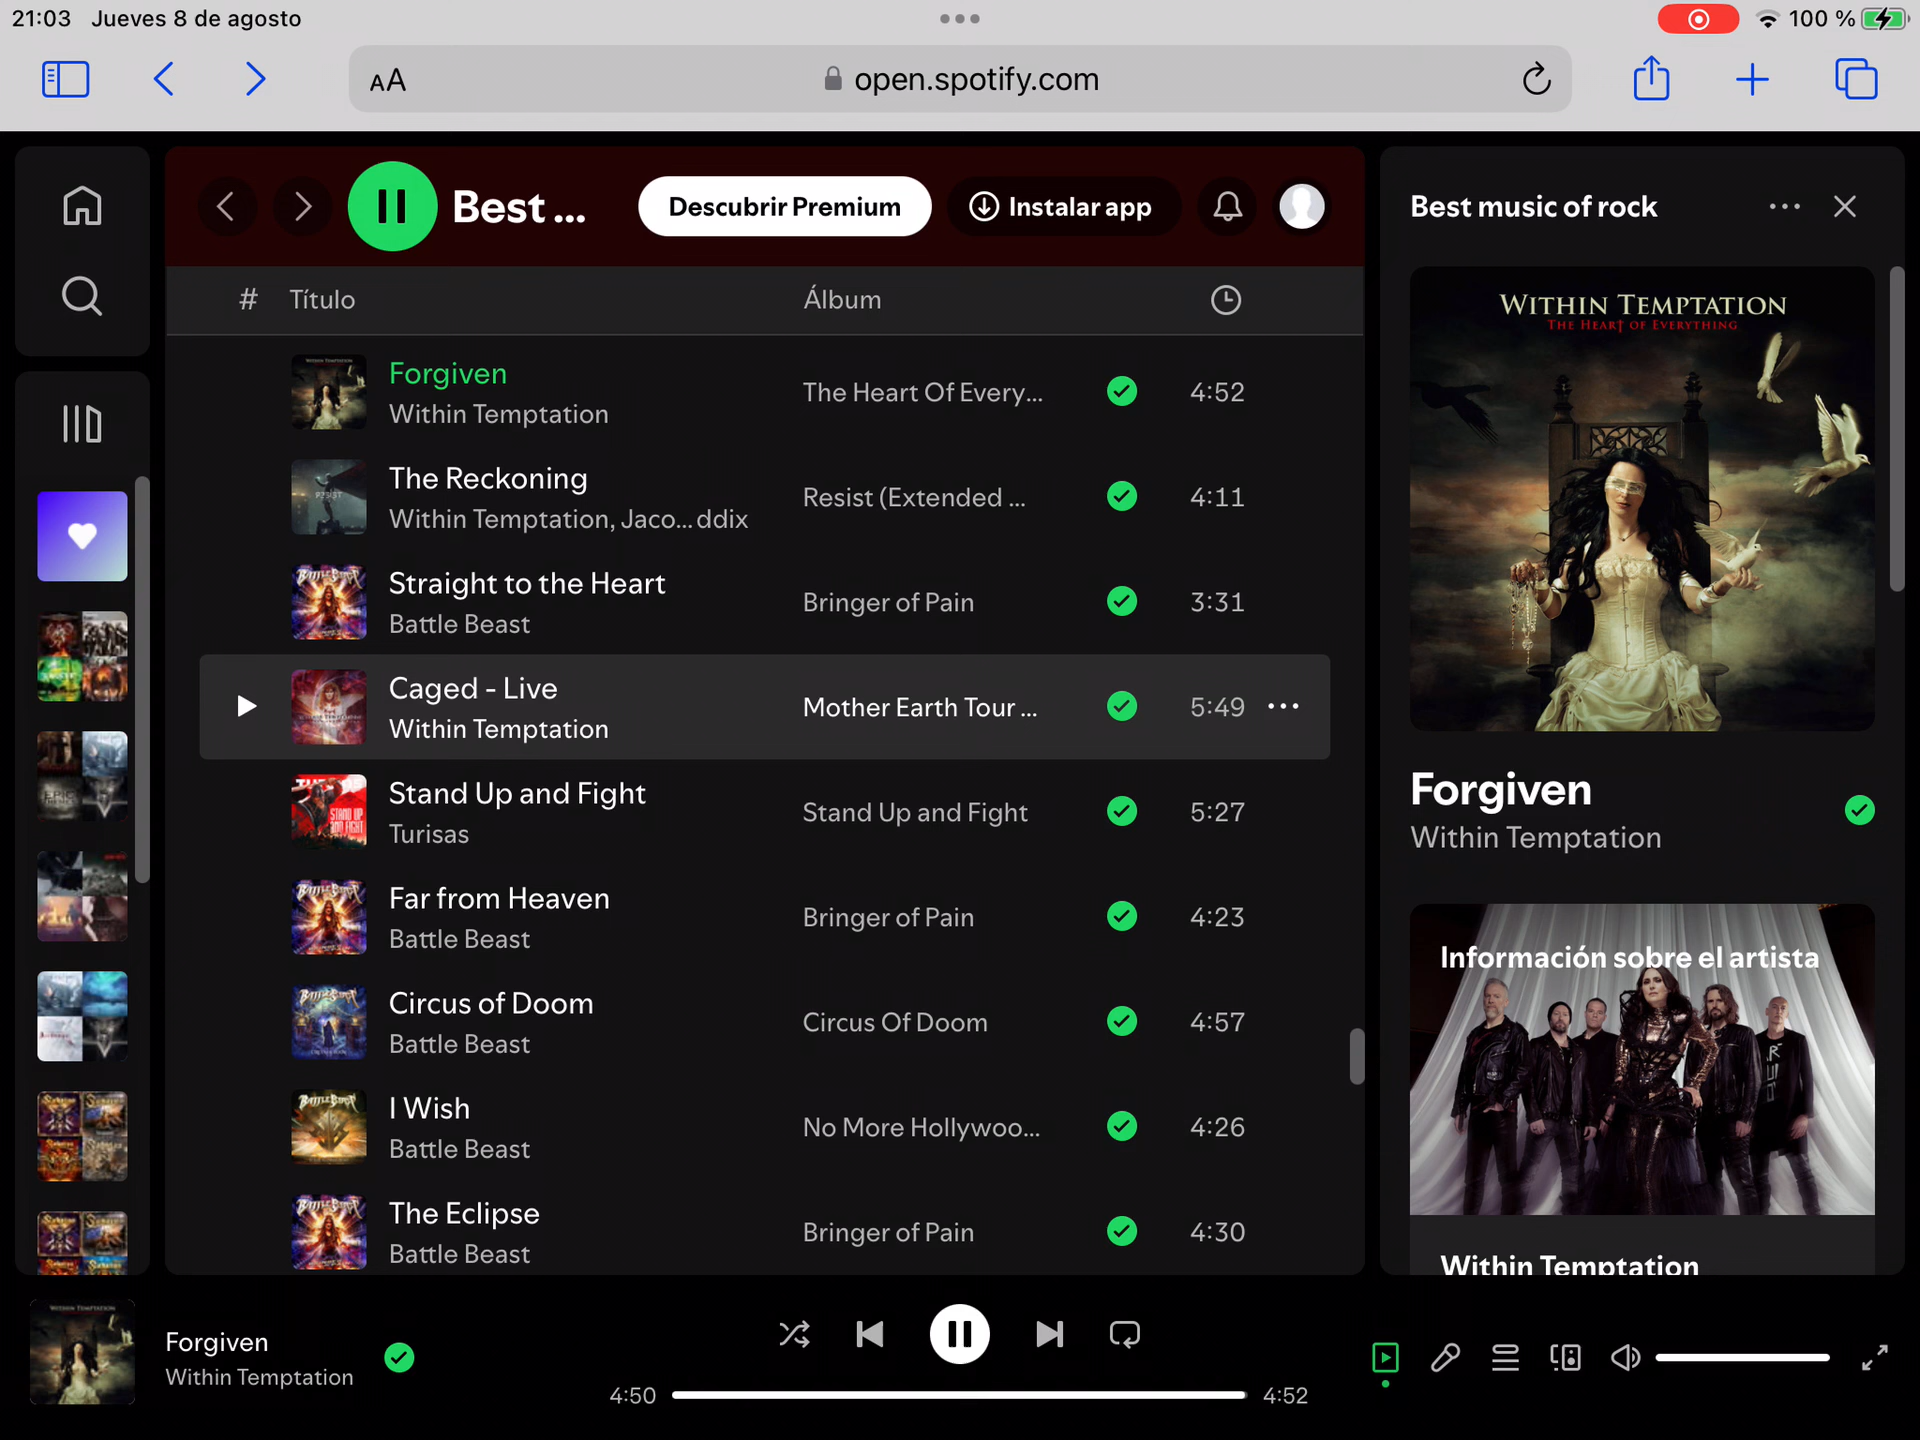 21:03 Jueves 8 de agosto
100 %
AA
open.spotify.com
Best ...
Descubrir Premium
Instalar app
# Título Álbum
Forgiven
Within Temptation
The Heart Of Every...
4:52
The Reckoning
Within Temptation, Jaco... ddix
Resist (Extended ...
4:11
Straight to the Heart
Battle Beast
Bringer of Pain
3:31
Caged - Live
Within Temptation
Mother Earth Tour ...
5:49
Stand Up and Fight
Turisas
Stand Up and Fight
5:27
Far from Heaven
Battle Beast
Bringer of Pain
4:23
Circus of Doom
Battle Beast
Circus Of Doom
4:57
I Wish
Battle Beast
No More Hollywoo...
4:26
The Eclipse
Battle Beast
Bringer of Pain
4:30
Best music of rock
WITHIN TEMPTATION
THE HEART OF EVERYTHING
Forgiven
Within Temptation
Información sobre el artista
Within Temptation
Forgiven
Within Temptation
4:50
4:52